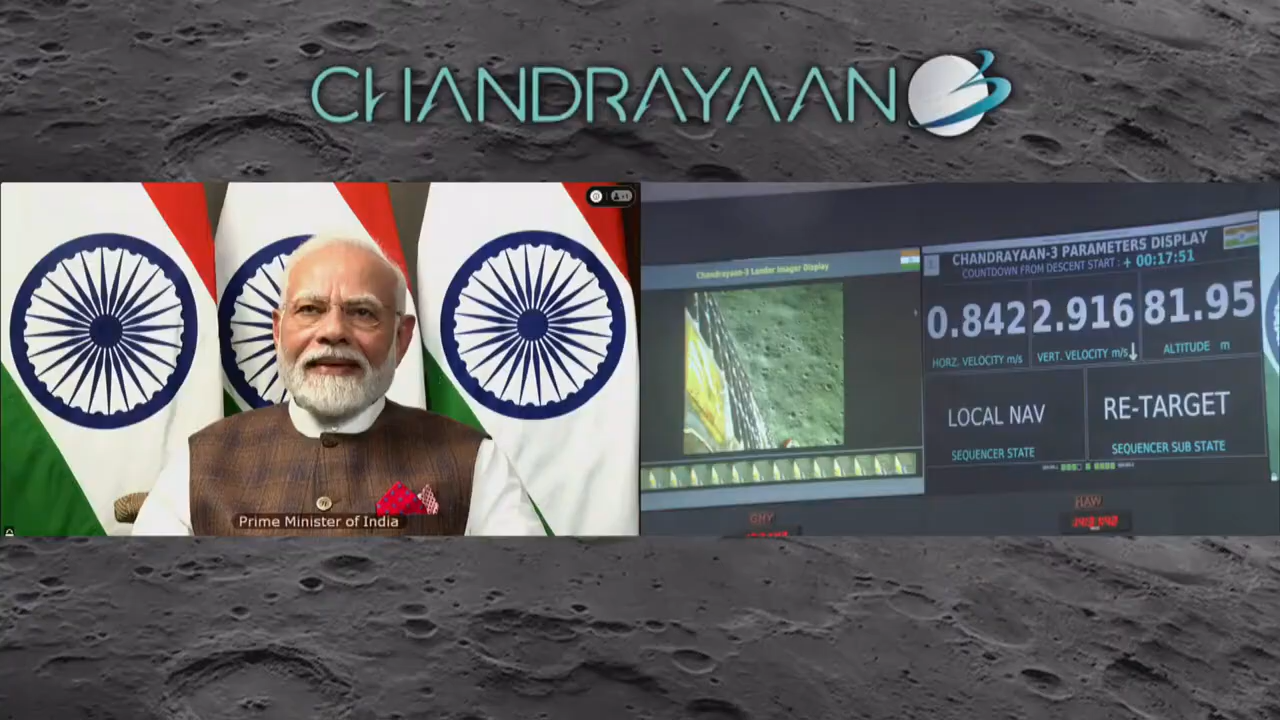 CHANDRAYAAN 3
Prime Minister of India
Chandrayaan-3 Lander Imager Display
CHANDRAYAAN-3 PARAMETERS DISPLAY
COUNTDOWN FROM DESCENT START : + 00:17:51
0.842 2.916 81.95
HORZ. VELOCITY m/s VERT. VELOCITY m/s ALTITUDE m
LOCAL NAV RE-TARGET
SEQUENCER STATE SEQUENCER SUB STATE
GHY HAW